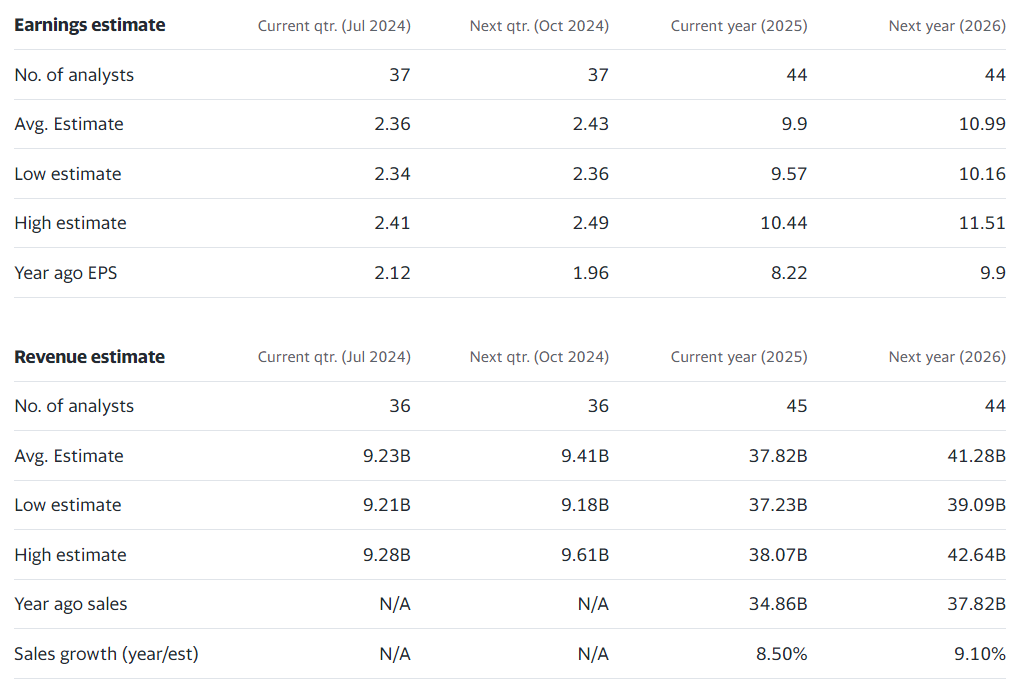 Earnings estimate Current qtr. (Jul 2024) Next qtr. (Oct 2024) Current year (2025) Next year (2026)
No. of analysts 37 37 44 44
Avg. Estimate 2.36 2.43 9.9 10.99
Low estimate 2.34 2.36 9.57 10.16
High estimate 2.41 2.49 10.44 11.51
Year ago EPS 2.12 1.96 8.22 9.9
Revenue estimate Current qtr. (Jul 2024) Next qtr. (Oct 2024) Current year (2025) Next year (2026)
No. of analysts 36 36 45 44
Avg. Estimate 9.23B 9.41B 37.82B 41.28B
Low estimate 9.21B 9.18B 37.23B 39.09B
High estimate 9.28B 9.61B 38.07B 42.64B
Year ago sales N/A N/A 34.86B 37.82B
Sales growth (year/est) N/A N/A 8.50% 9.10%